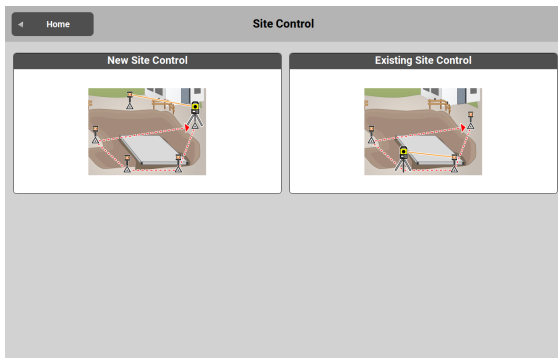 Home
Site Control
New Site Control
Existing Site Control